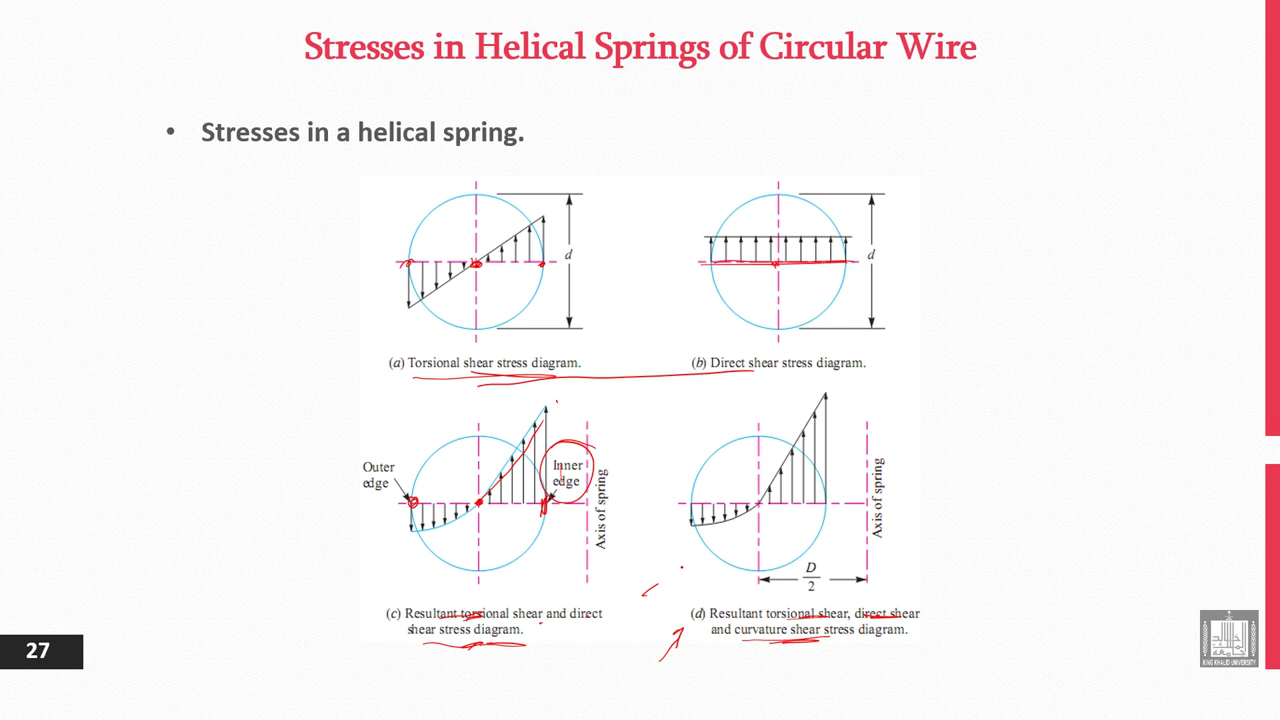 Stresses in Helical Springs of Circular Wire
• Stresses in a helical spring.
d
d
(a) Torsional shear stress diagram.
(b) Direct shear stress diagram.
Outer
edge
Inner
edge
Axis of spring
Axis of spring
D
2
(c) Resultant torsional shear and direct
shear stress diagram.
(d) Resultant torsional shear, direct shear
and curvature shear stress diagram.
27
KING KHALID UNIVERSITY